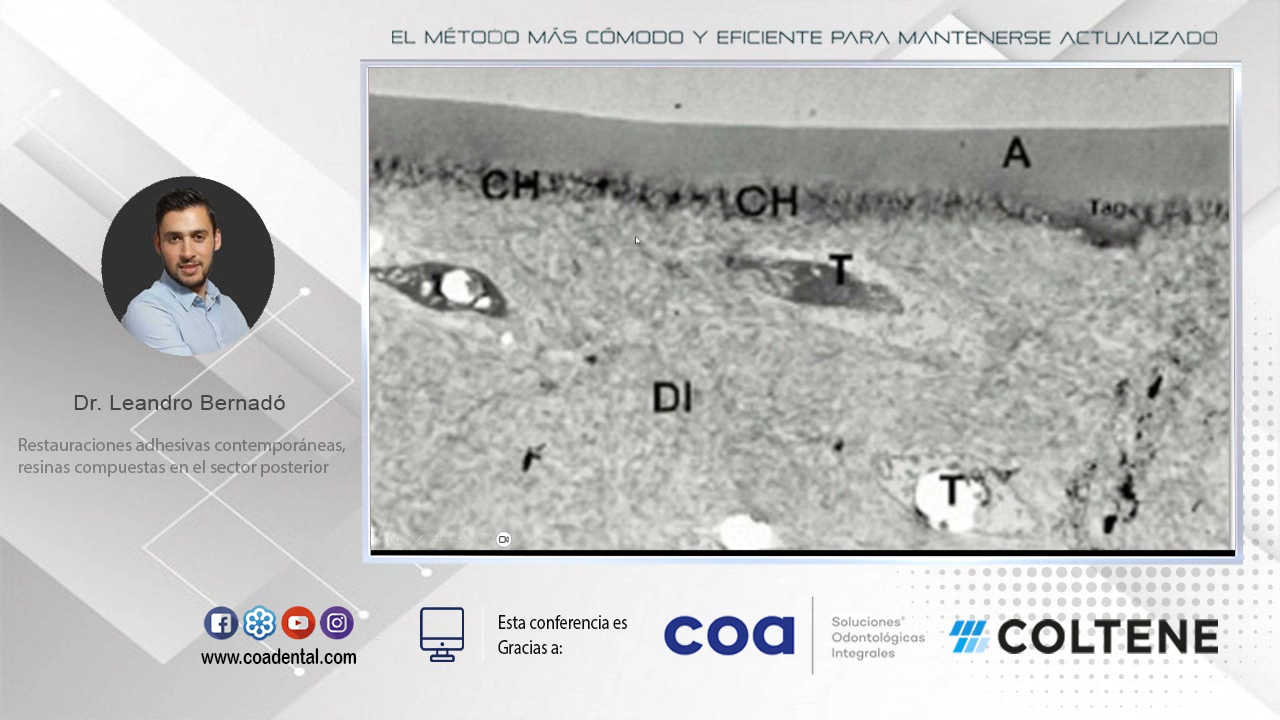 EL MÉTODO MÁS CÓMODO Y EFICIENTE PARA MANTENERSE ACTUALIZADO
A
CH
CH
Tags
T
DI
T
Dr. Leandro Bernadó
Restauraciones adhesivas contemporáneas,
resinas compuestas en el sector posterior
www.coadental.com
Esta conferencia es
Gracias a:
coa
Soluciones®
Odontológicas
Integrales
COLTENE